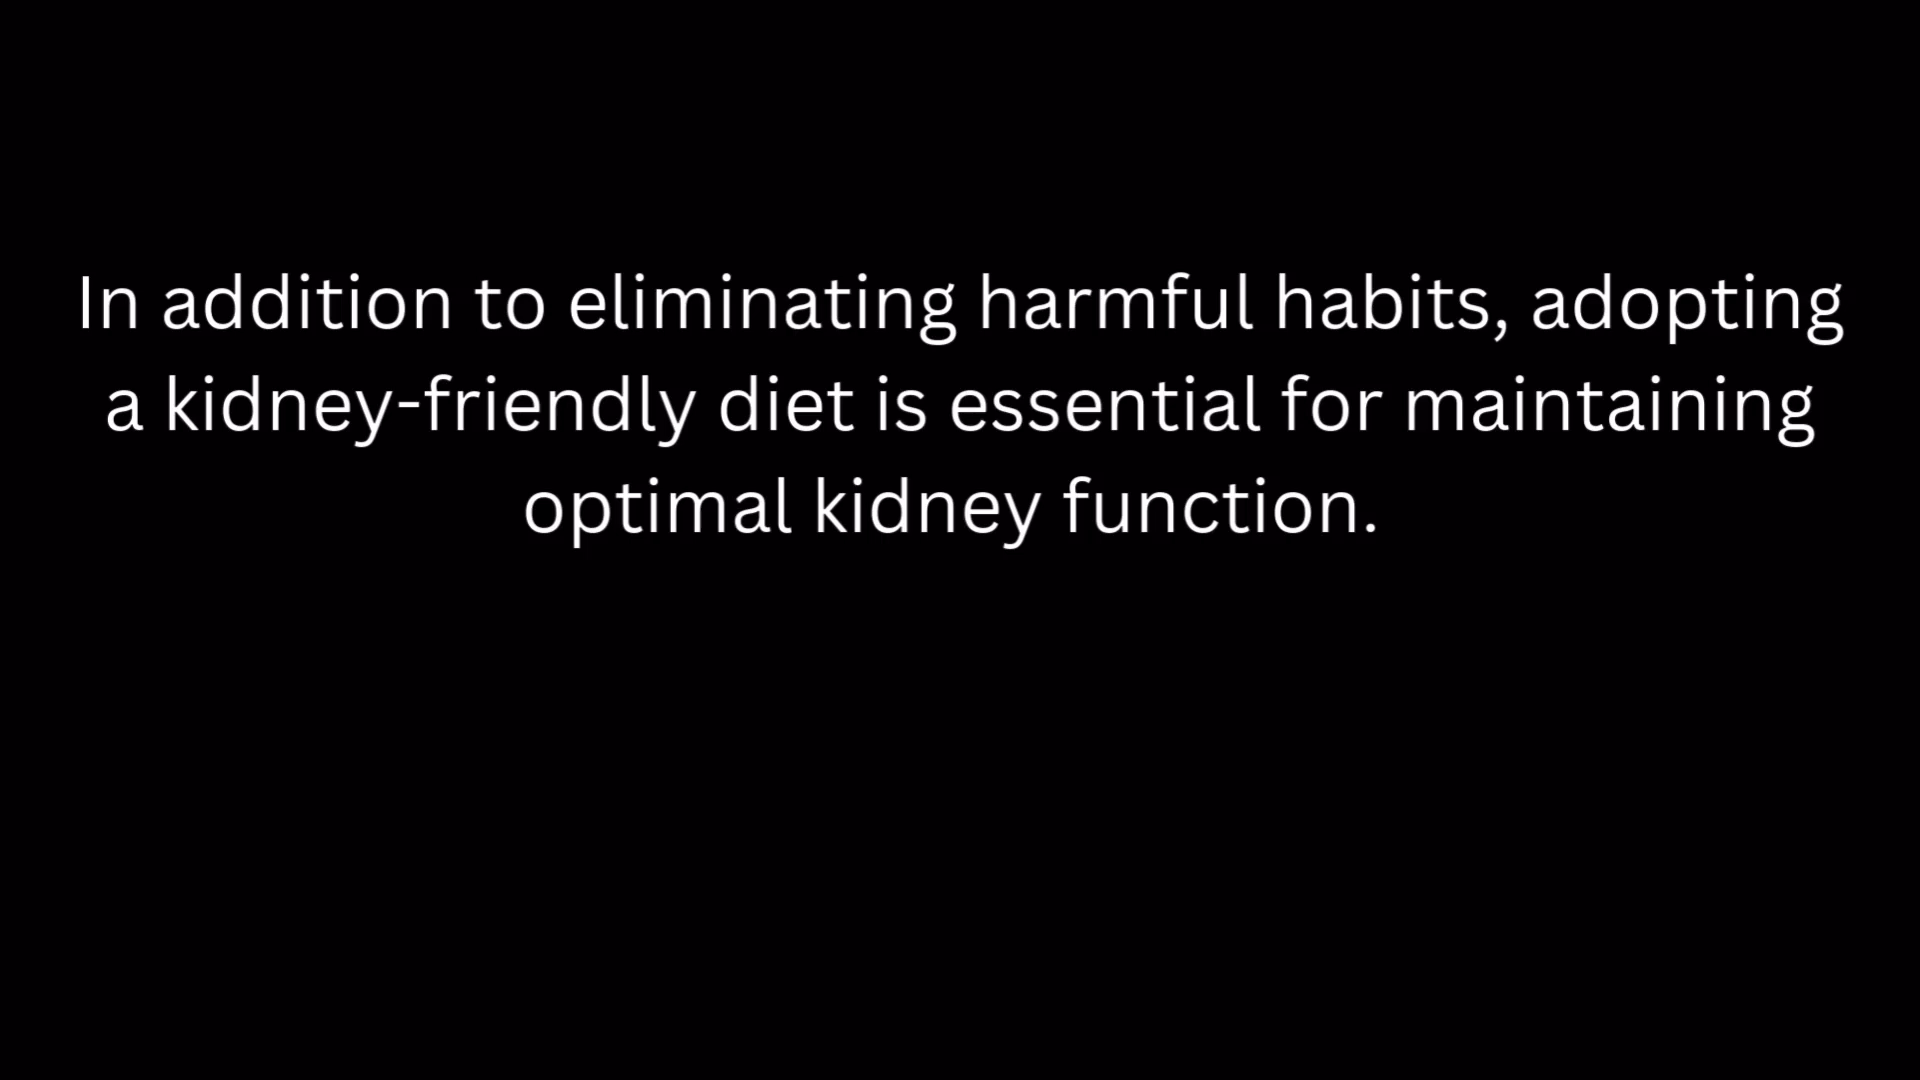 In addition to eliminating harmful habits, adopting
a kidney-friendly diet is essential for maintaining
optimal kidney function.